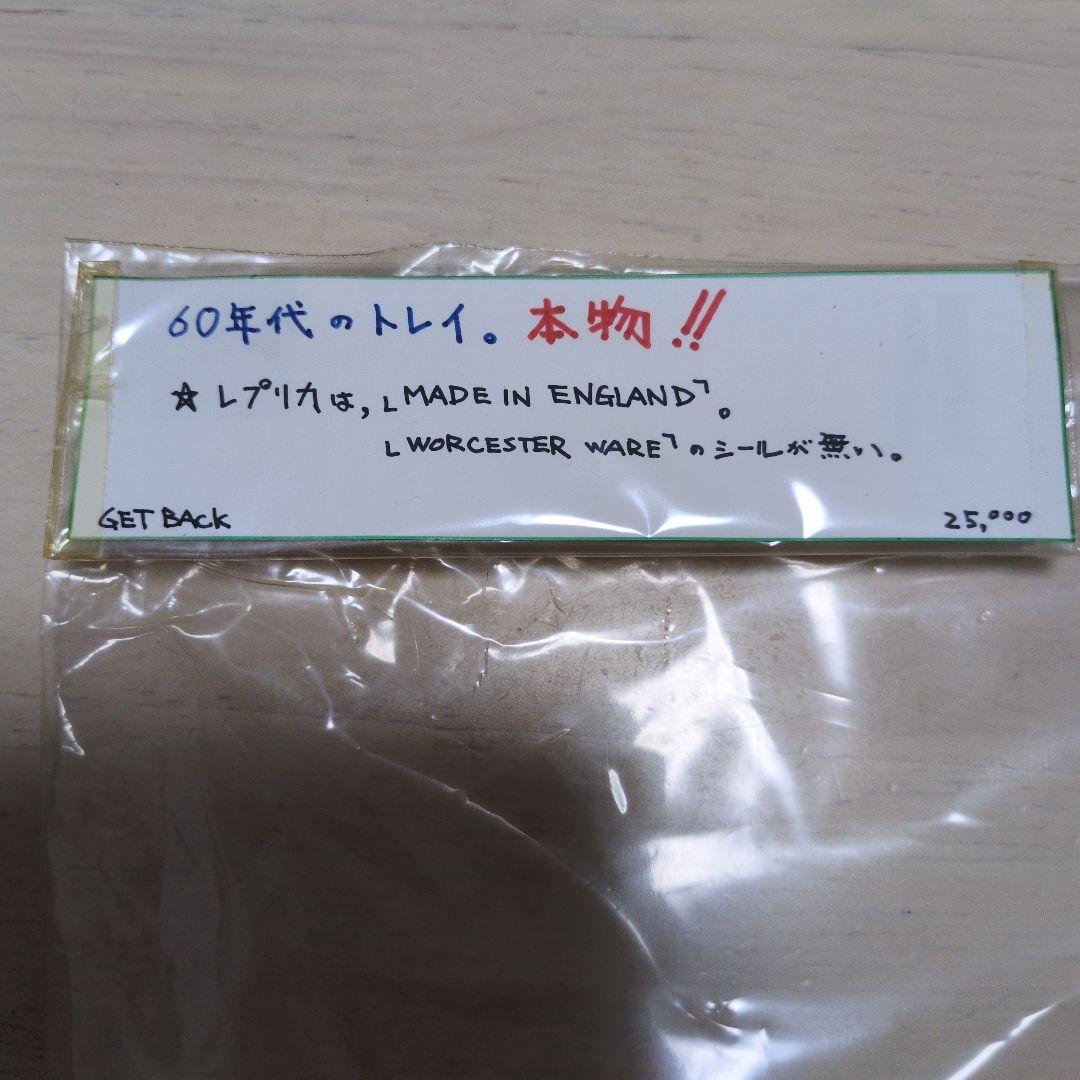 60年代のトレイ。本物!!
☆ レプリカは,「MADE IN ENGLAND」。
「WORCESTER WARE」のシールが無い。
GET BACK
25,000